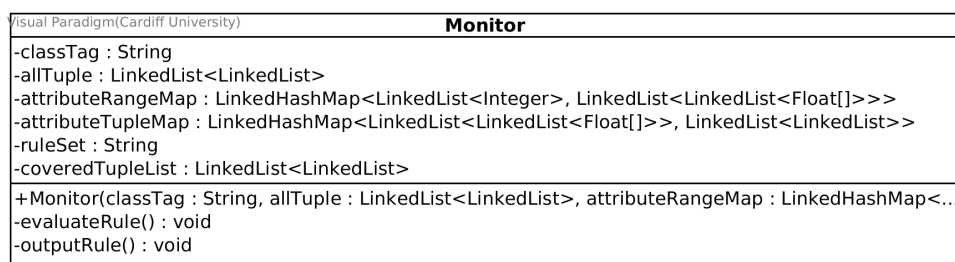 Visual Paradigm(Cardiff University)
Monitor
-classTag : String
-allTuple : LinkedList<LinkedList>
-attributeRangeMap : LinkedHashMap<LinkedList<Integer>, LinkedList<LinkedList<Float[]>>>
-attributeTupleMap : LinkedHashMap<LinkedList<LinkedList<Float[]>>, LinkedList<LinkedList>>
-ruleSet : String
-coveredTupleList : LinkedList<LinkedList>
+Monitor(classTag : String, allTuple : LinkedList<LinkedList>, attributeRangeMap : LinkedHashMap<...
-evaluateRule() : void
-outputRule() : void